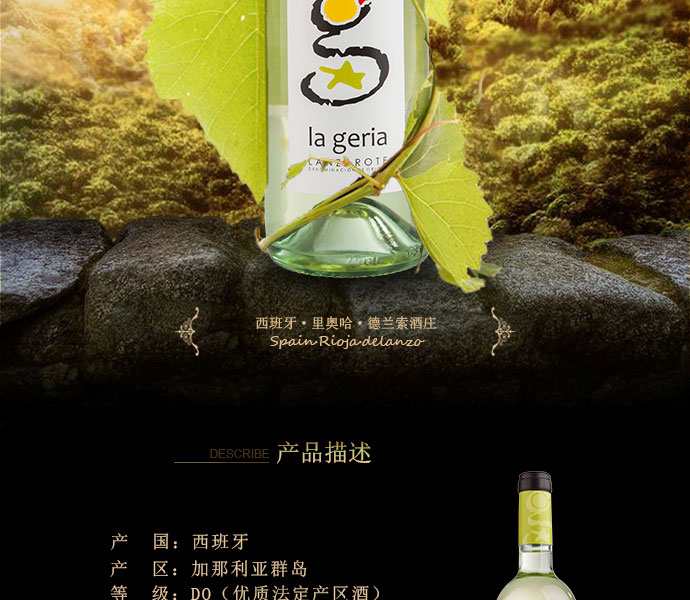 la geria
LANZAROTE
西班牙·里奥哈·德兰索酒庄
Spain Rioja delanzo
DESCRIBE 产品描述
产 国：西班牙
产 区：加那利亚群岛
等 级：DO（优质法定产区酒）